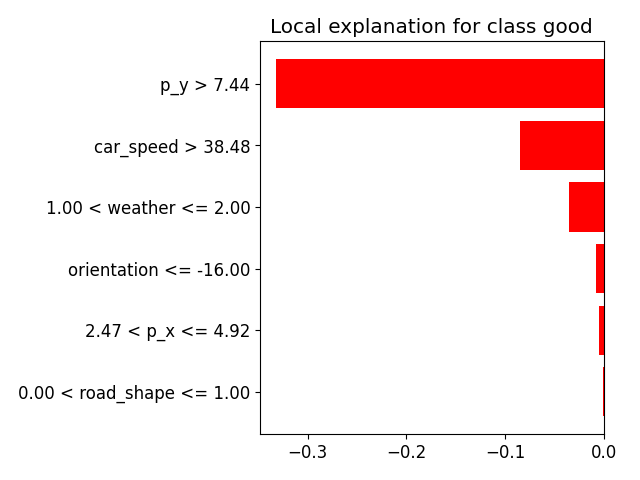 Local explanation for class good
p_y > 7.44
car_speed > 38.48
1.00 < weather <= 2.00
orientation <= -16.00
2.47 < p_x <= 4.92
0.00 < road_shape <= 1.00
−0.3 −0.2 −0.1 0.0